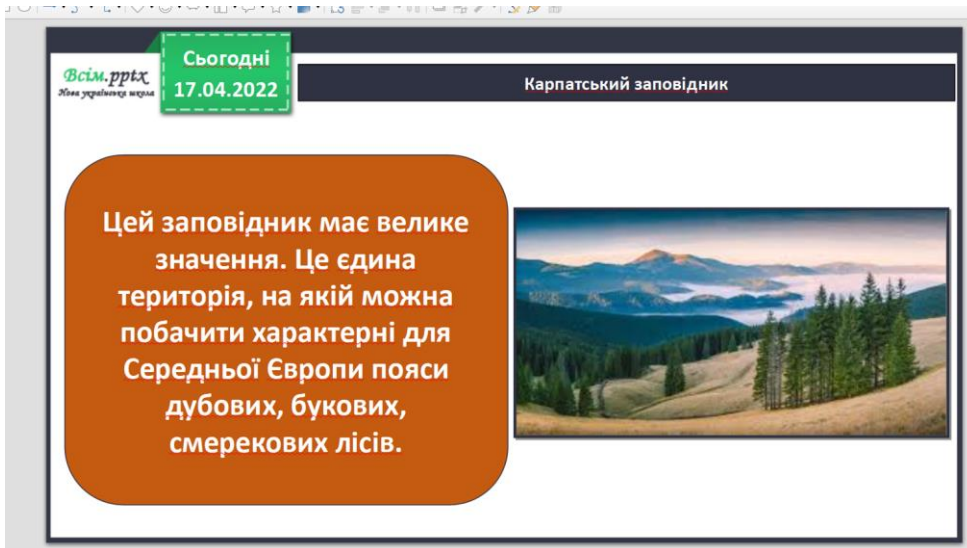 Всім.pptx
Нова українська школа
Сьогодні
17.04.2022
Карпатський заповідник
Цей заповідник має велике
значення. Це єдина
територія, на якій можна
побачити характерні для
Середньої Європи пояси
дубових, букових,
смерекових лісів.